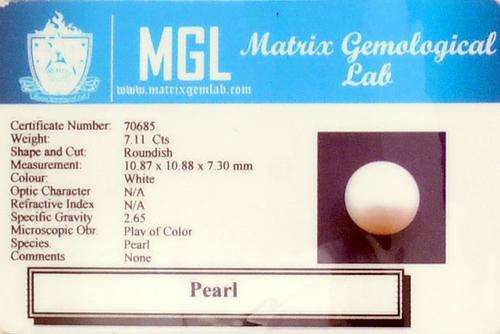 MGL
Matrix Gemological
Lab
www.matrixgemlab.com
Certificate Number: 70685
Weight: 7.11 Cts
Shape and Cut: Roundish
Measurement: 10.87 x 10.88 x 7.30 mm
Colour: White
Optic Character N/A
Refractive Index N/A
Specific Gravity 2.65
Microscopic Obr. Play of Color
Species. Pearl
Comments None
Pearl